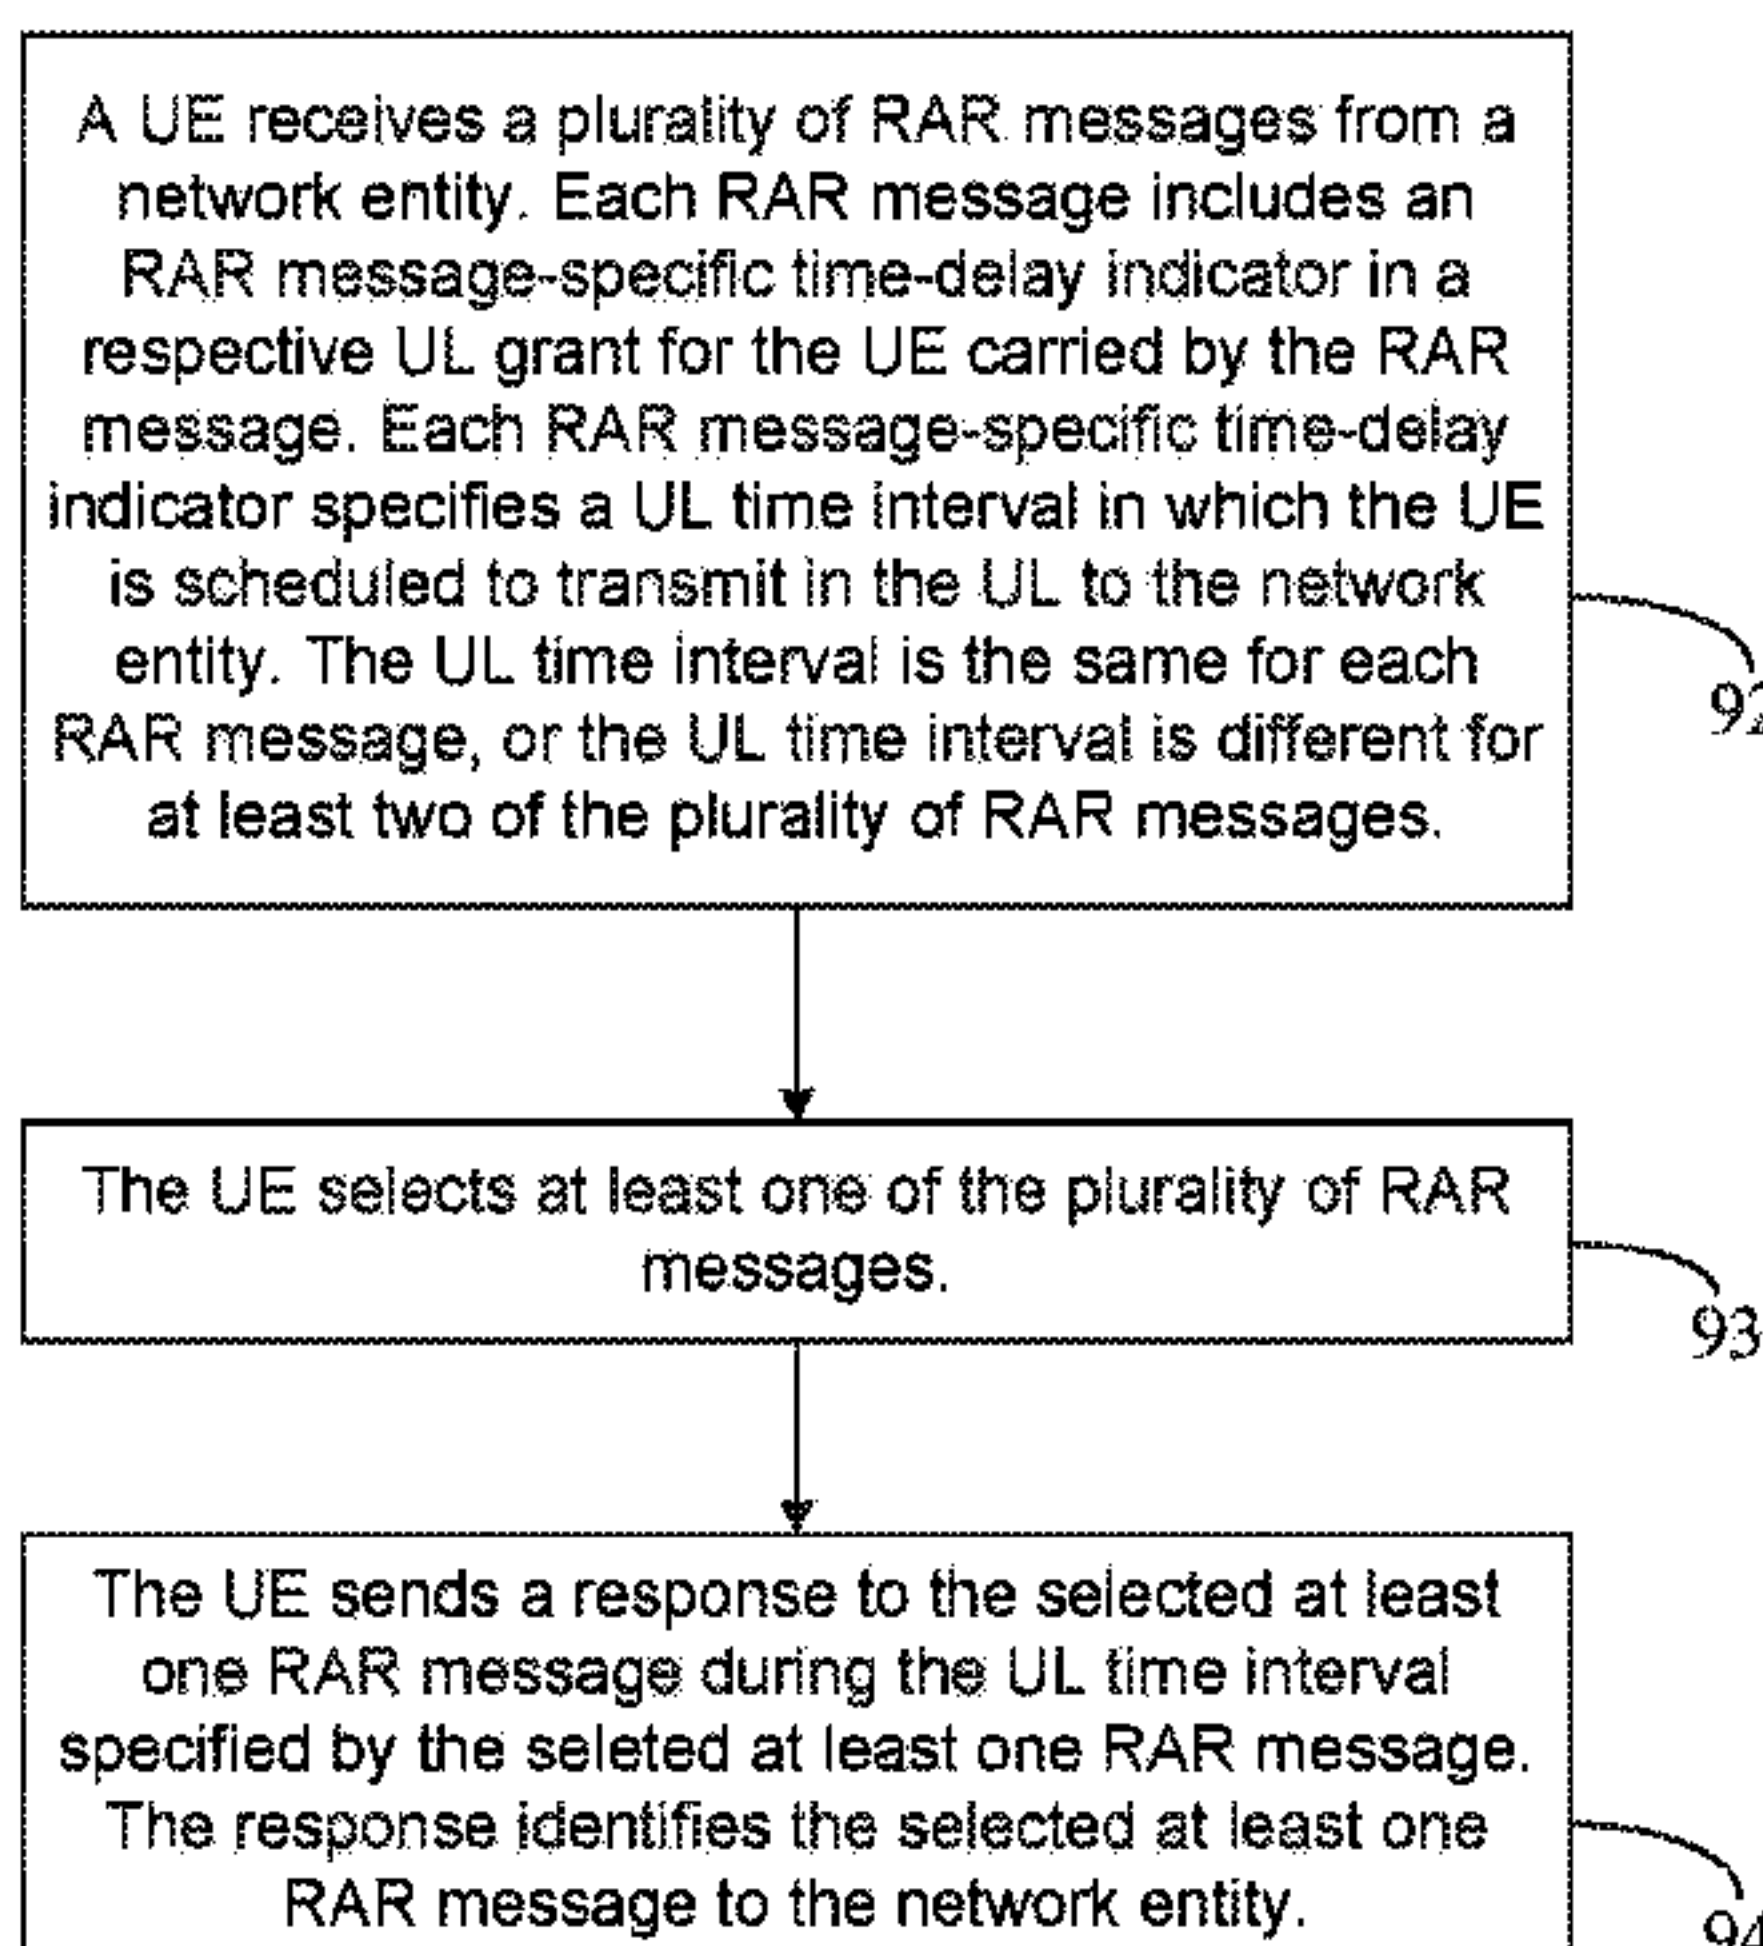 A UE receives a plurality of RAR messages from a
network entity. Each RAR message includes an
RAR message-specific time-delay indicator in a
respective UL grant for the UE carried by the RAR
message. Each RAR message-specific time-delay
indicator specifies a UL time interval in which the UE
is scheduled to transmit in the UL to the network
entity. The UL time interval is the same for each
RAR message, or the UL time interval is different for
at least two of the plurality of RAR messages.
92
The UE selects at least one of the plurality of RAR
messages.
93
The UE sends a response to the selected at least
one RAR message during the UL time interval
specified by the seleted at least one RAR message.
The response identifies the selected at least one
RAR message to the network entity.
94